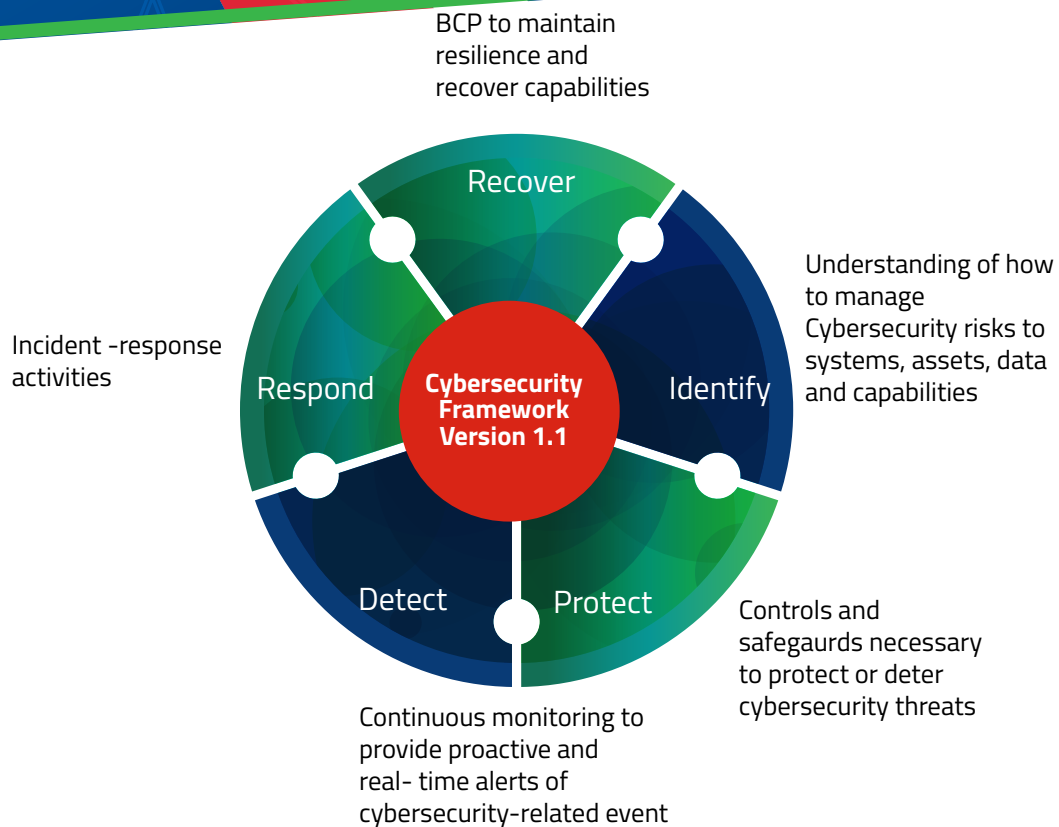 BCP to maintain
resilience and
recover capabilities
Recover
Understanding of how
to manage
Cybersecurity risks to
systems, assets, data
and capabilities
Identify
Incident -response
activities
Respond
Cybersecurity
Framework
Version 1.1
Detect
Protect
Controls and
safegaurds necessary
to protect or deter
cybersecurity threats
Continuous monitoring to
provide proactive and
real- time alerts of
cybersecurity-related event